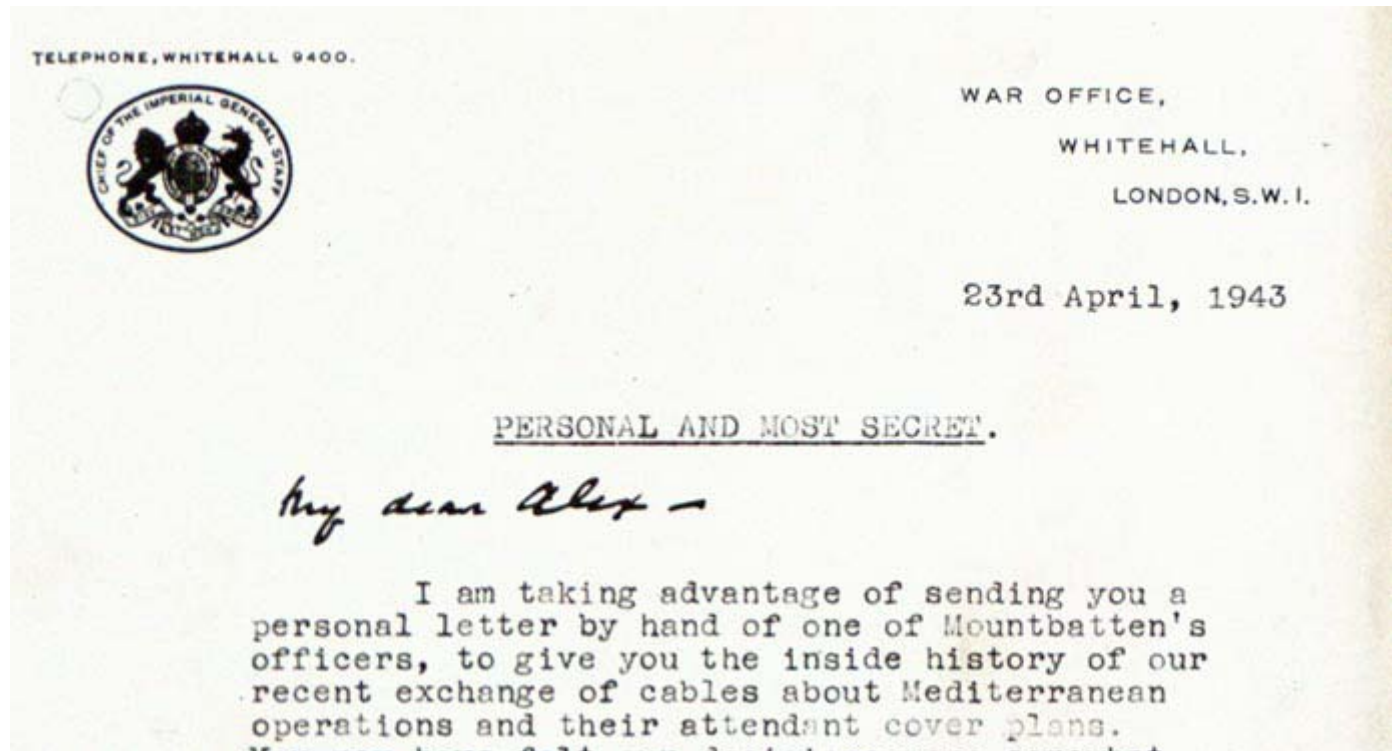 TELEPHONE, WHITEHALL 9400.
CHIEF OF THE IMPERIAL GENERAL STAFF
WAR OFFICE,
WHITEHALL,
LONDON, S.W.1.
23rd April, 1943
PERSONAL AND MOST SECRET.
My dear Alex –
I am taking advantage of sending you a
personal letter by hand of one of Mountbatten's
officers, to give you the inside history of our
recent exchange of cables about Mediterranean
operations and their attendant cover plans.